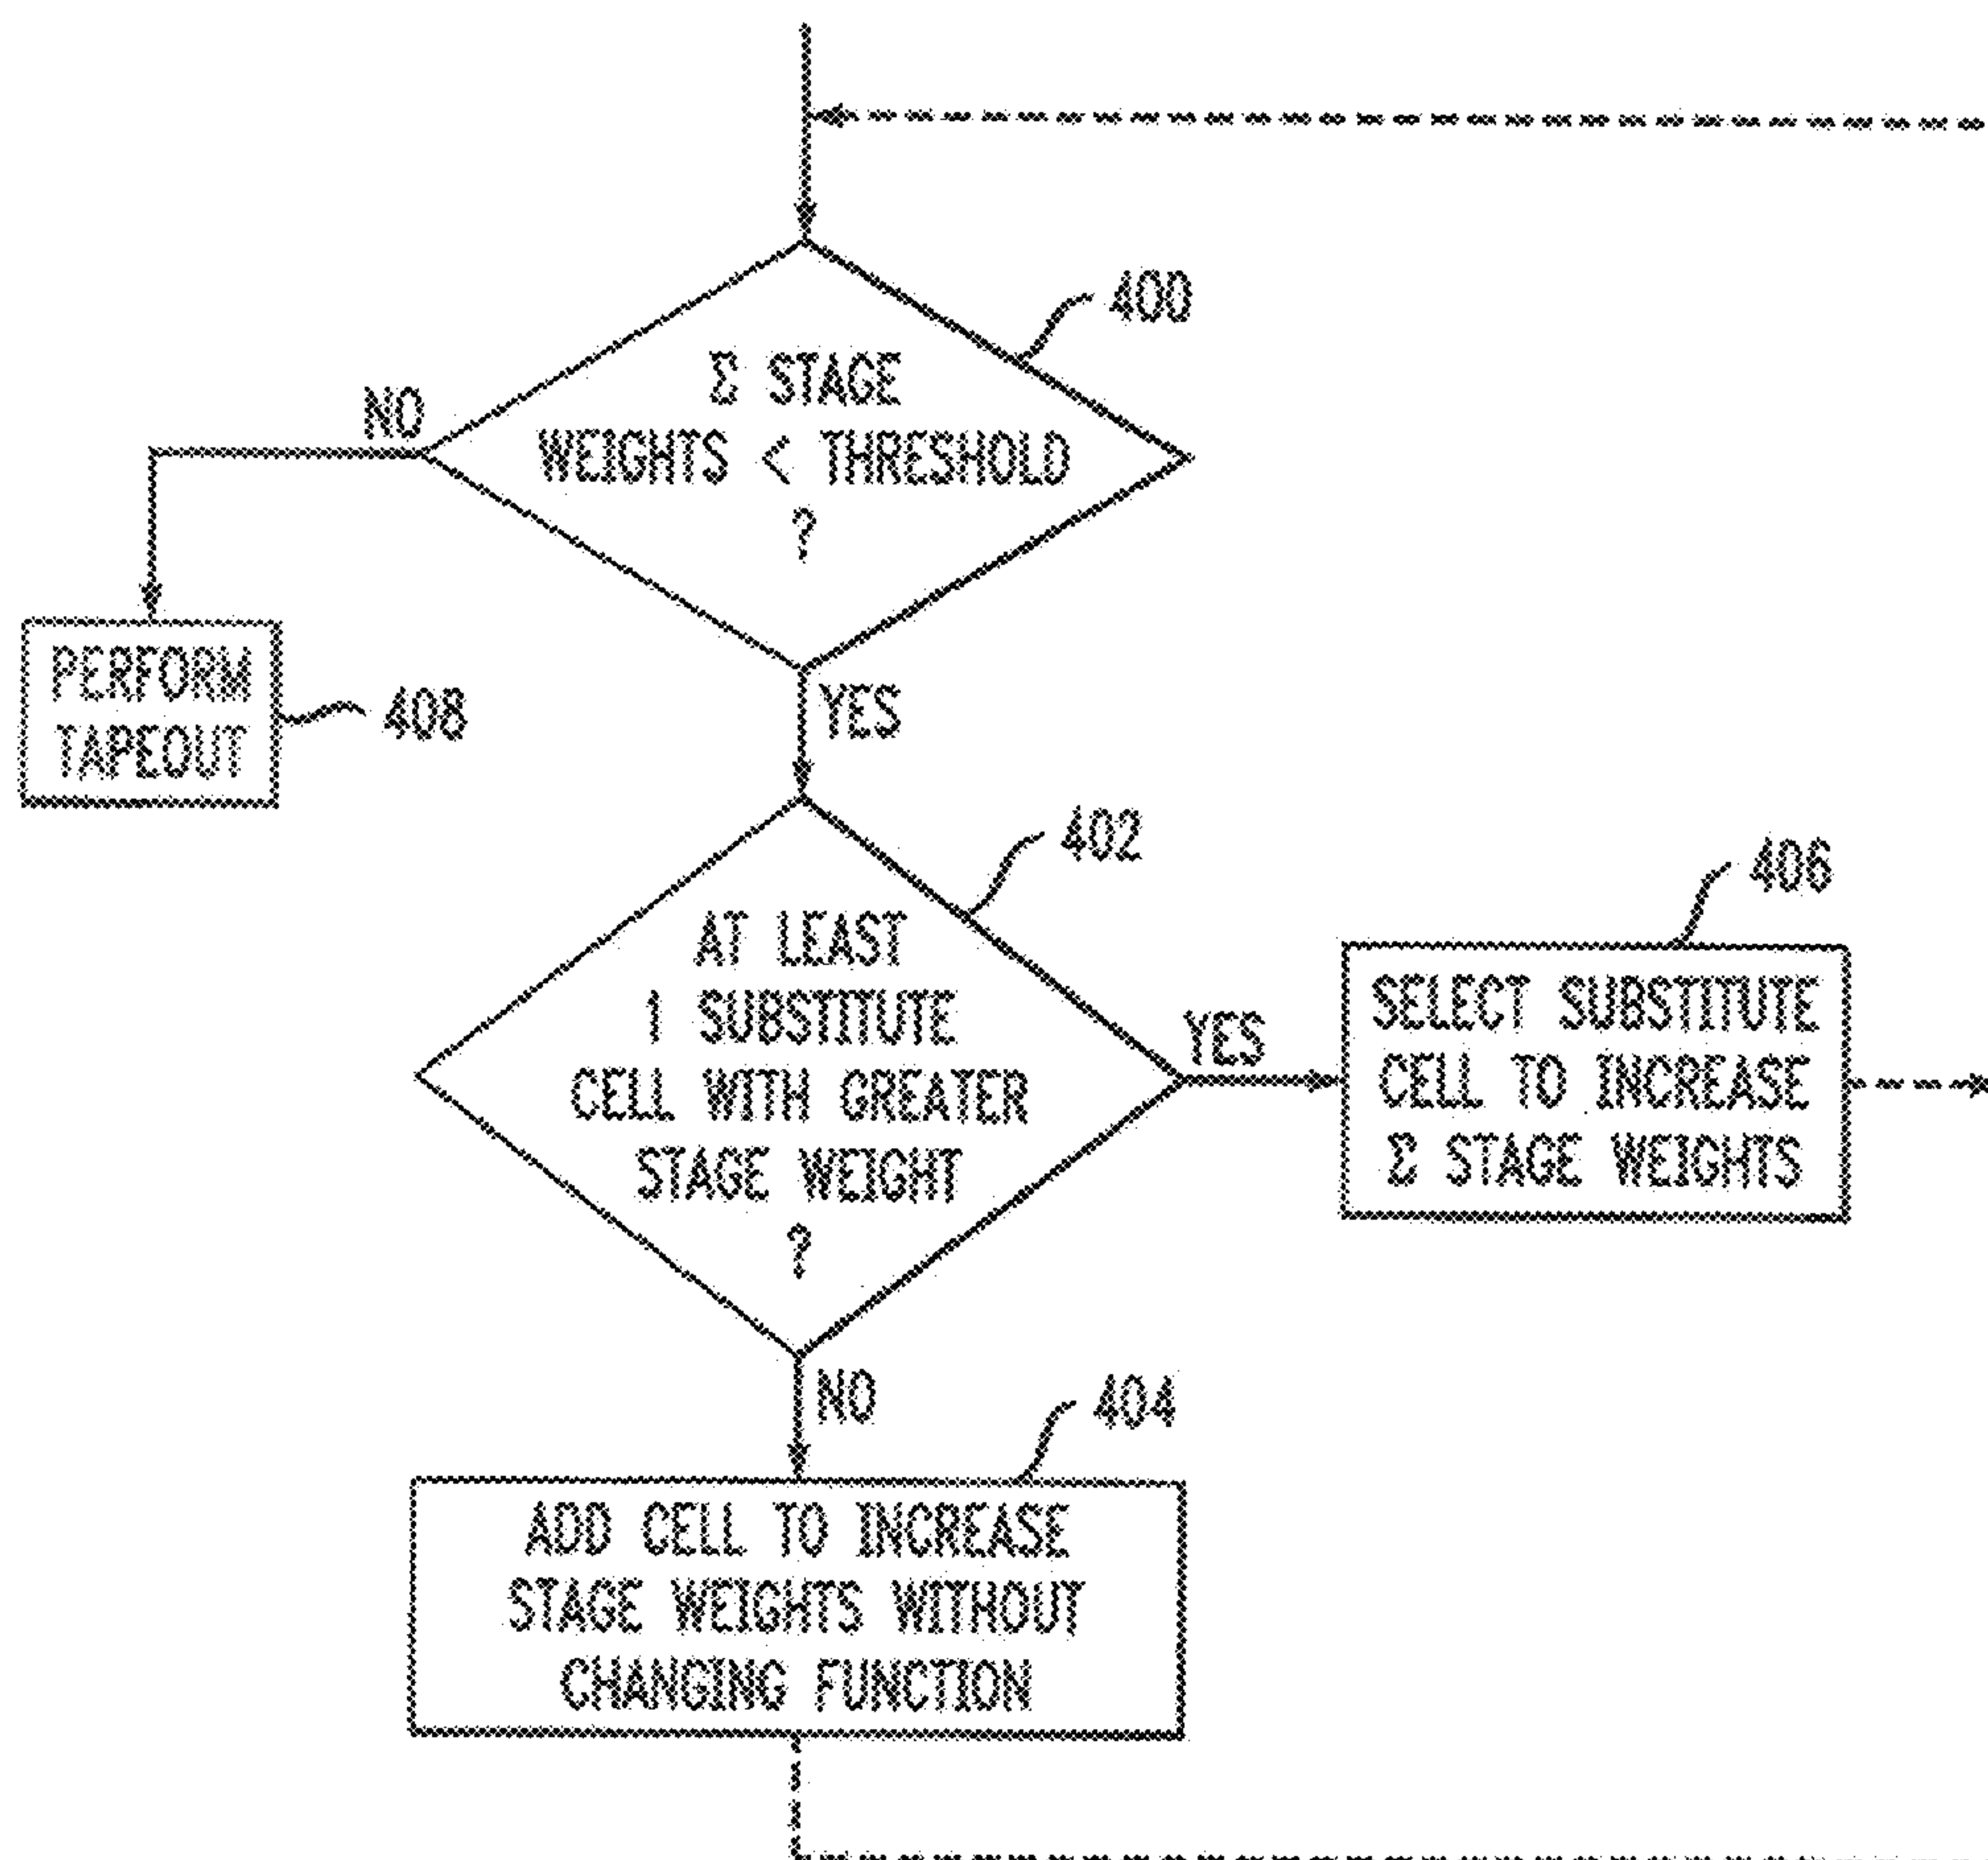 400
Σ STAGE
WEIGHTS < THRESHOLD
?
NO
YES
PERFORM
TAPEOUT
408
402
AT LEAST
1 SUBSTITUTE
CELL WITH GREATER
STAGE WEIGHT
?
YES
406
SELECT SUBSTITUTE
CELL TO INCREASE
Σ STAGE WEIGHTS
NO
404
ADD CELL TO INCREASE
STAGE WEIGHTS WITHOUT
CHANGING FUNCTION